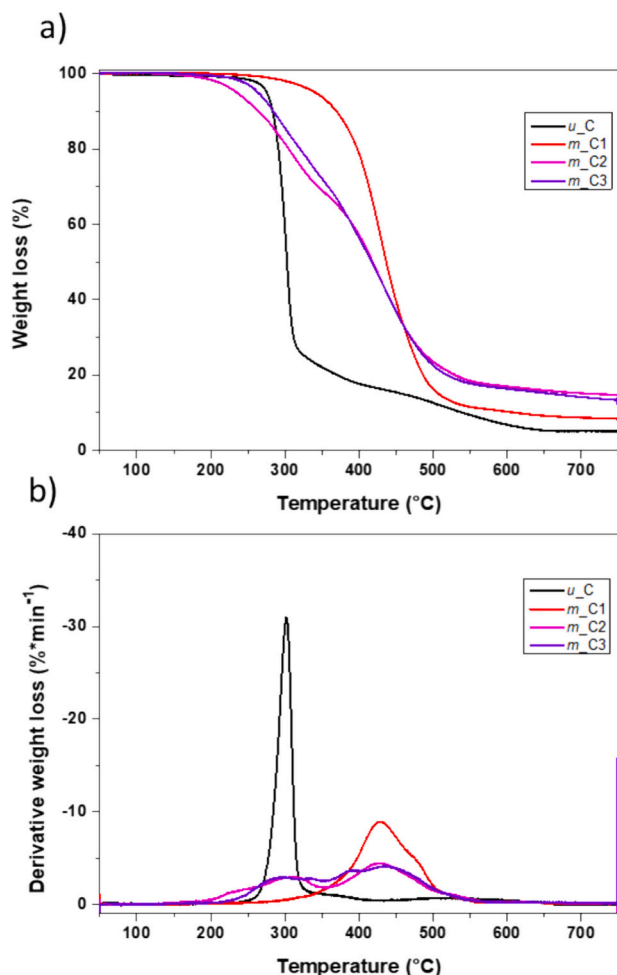 a)
100
80
60
40
20
0
Weight loss (%)
u_C
m_C1
m_C2
m_C3
100 200 300 400 500 600 700
Temperature (°C)
b)
-40
-30
-20
-10
0
Derivative weight loss (%*min⁻¹)
u_C
m_C1
m_C2
m_C3
100 200 300 400 500 600 700
Temperature (°C)